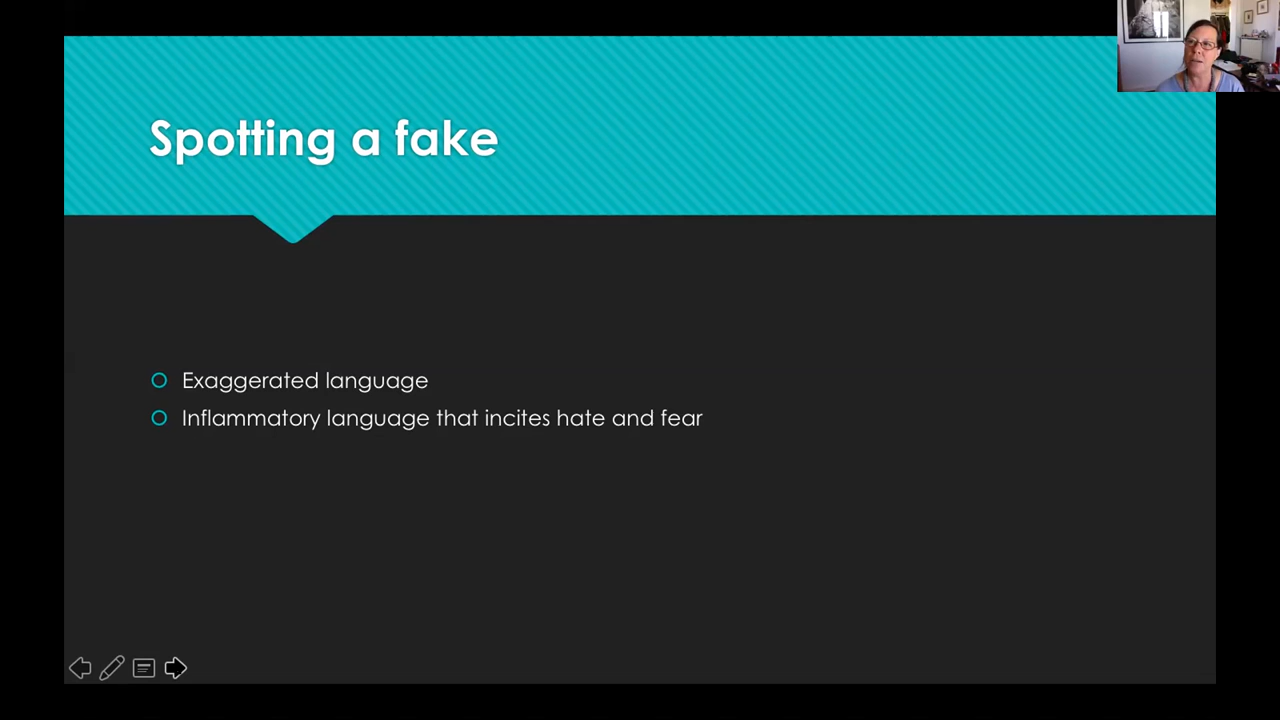 Spotting a fake
Exaggerated language
Inflammatory language that incites hate and fear